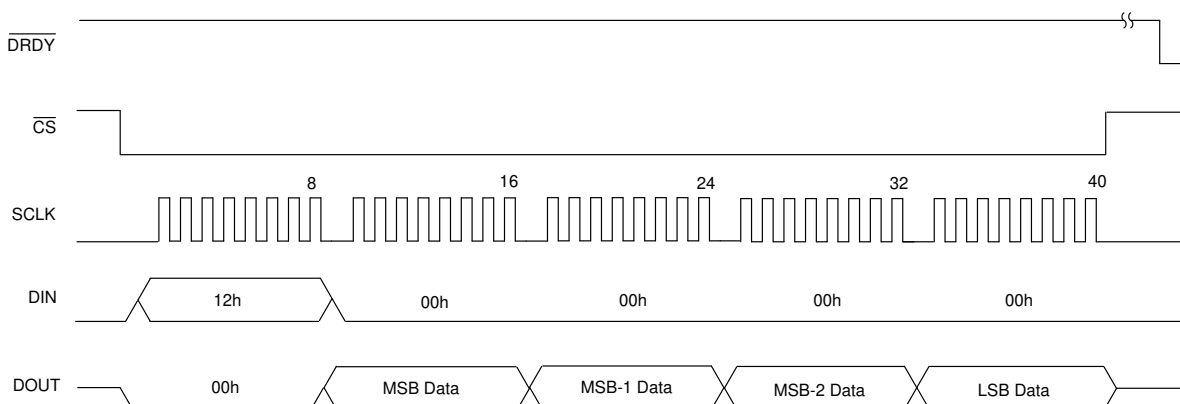 DRDY
CS
8 16 24 32 40
SCLK
DIN 12h 00h 00h 00h 00h
DOUT 00h MSB Data MSB-1 Data MSB-2 Data LSB Data